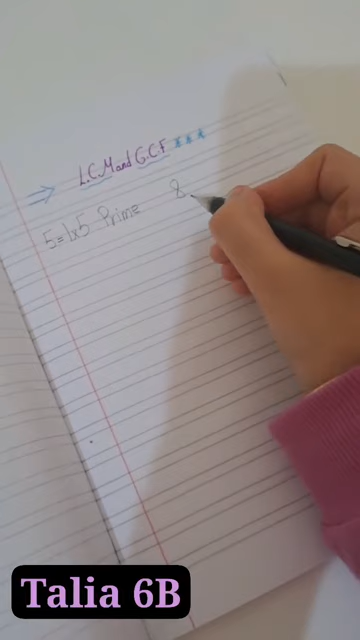 ⇒ L.C.M and G.C.F ***
5=1x5 Prime 8
Talia 6B